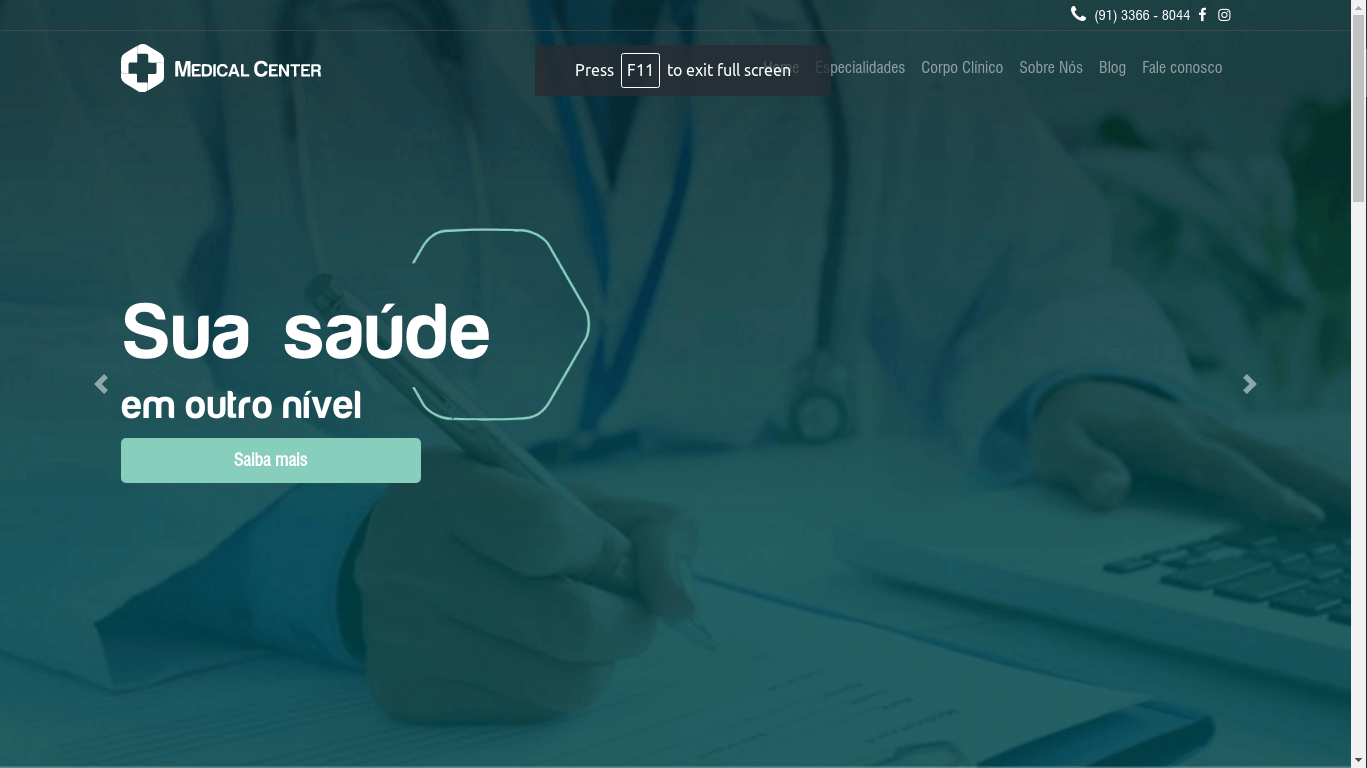 (91) 3366 - 8044
MEDICAL CENTER
Press F11 to exit full screen
Home Especialidades Corpo Clínico Sobre Nós Blog Fale conosco
Sua saúde
em outro nível
Saiba mais